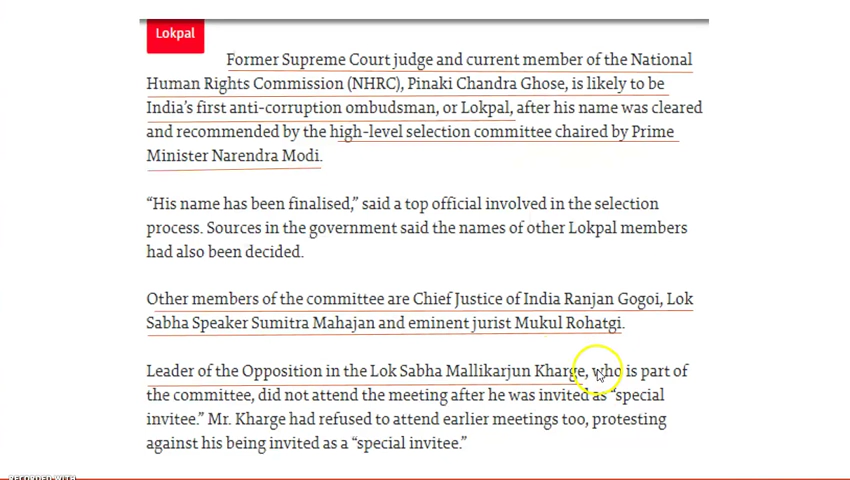 Lokpal
Former Supreme Court judge and current member of the National
Human Rights Commission (NHRC), Pinaki Chandra Ghose, is likely to be
India's first anti-corruption ombudsman, or Lokpal, after his name was cleared
and recommended by the high-level selection committee chaired by Prime
Minister Narendra Modi.
“His name has been finalised,” said a top official involved in the selection
process. Sources in the government said the names of other Lokpal members
had also been decided.
Other members of the committee are Chief Justice of India Ranjan Gogoi, Lok
Sabha Speaker Sumitra Mahajan and eminent jurist Mukul Rohatgi.
Leader of the Opposition in the Lok Sabha Mallikarjun Kharge, who is part of
the committee, did not attend the meeting after he was invited as “special
invitee.” Mr. Kharge had refused to attend earlier meetings too, protesting
against his being invited as a “special invitee.”
RECORDED WITH